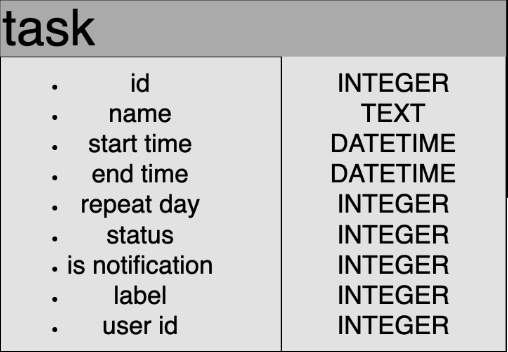 task
• id INTEGER
• name TEXT
• start time DATETIME
• end time DATETIME
• repeat day INTEGER
• status INTEGER
• is notification INTEGER
• label INTEGER
• user id INTEGER